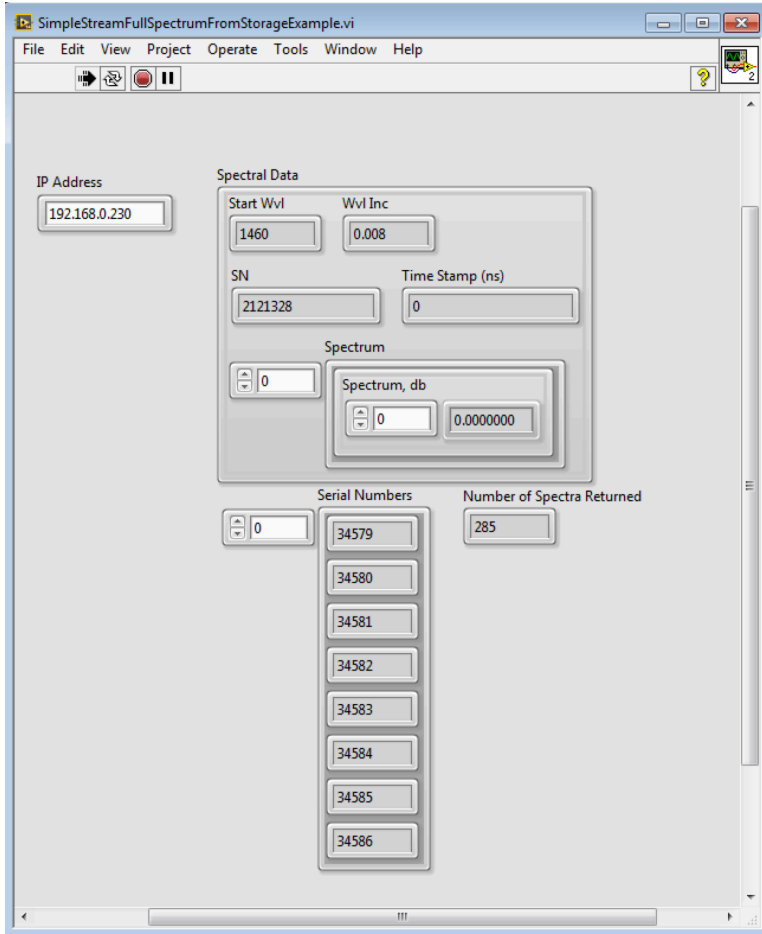 SimpleStreamFullSpectrumFromStorageExample.vi
File Edit View Project Operate Tools Window Help
2
IP Address
192.168.0.230
Spectral Data
Start Wvl Wvl Inc
1460 0.008
SN Time Stamp (ns)
2121328 0
Spectrum
0
Spectrum, db
0 0.0000000
Serial Numbers Number of Spectra Returned
0 34579 285
34580
34581
34582
34583
34584
34585
34586